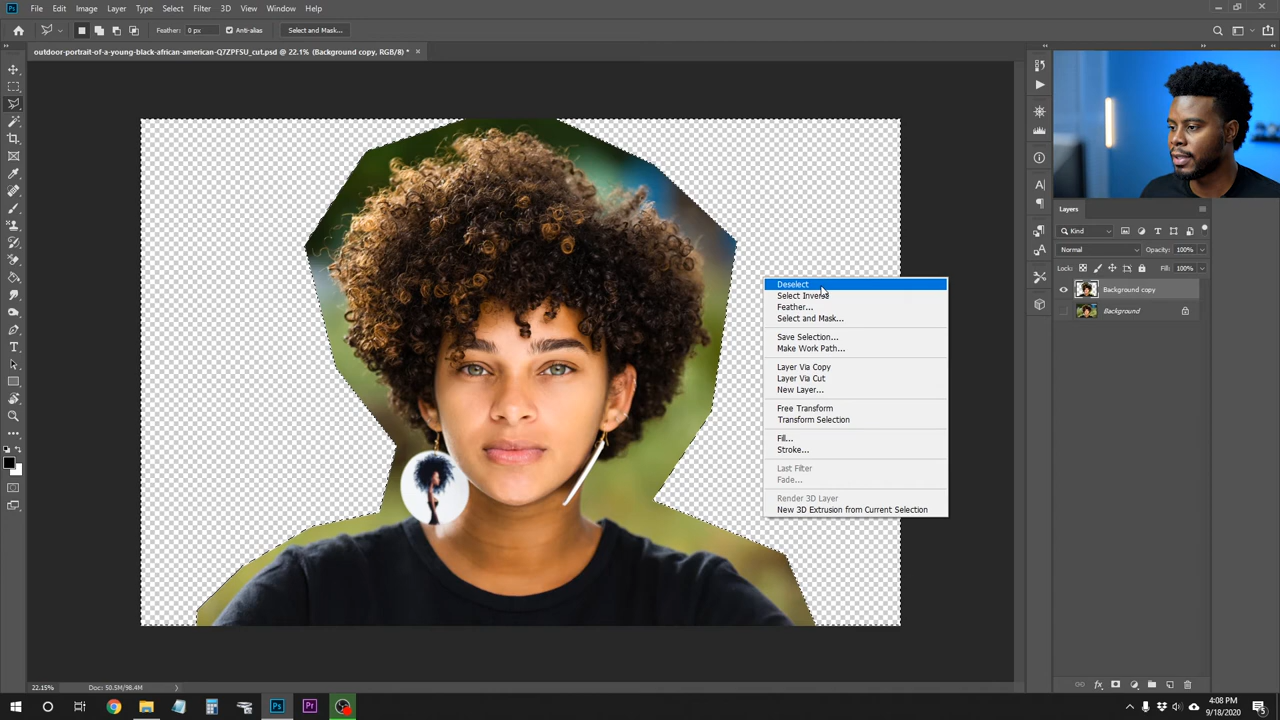 Ps File Edit Image Layer Type Select Filter 3D View Window Help
Feather: 0 px Anti-alias Select and Mask...
outdoor-portrait-of-a-young-black-african-american-Q7ZPFSU_cut.psd @ 22.1% (Background copy, RGB/8) *
Layers
Kind
Normal Opacity: 100%
Lock: Fill: 100%
Background copy
Background
Deselect
Select Inverse
Feather...
Select and Mask...
Save Selection...
Make Work Path...
Layer Via Copy
Layer Via Cut
New Layer...
Free Transform
Transform Selection
Fill...
Stroke...
Last Filter
Fade...
Render 3D Layer
New 3D Extrusion from Current Selection
22.15% Doc: 50.5M/98.4M
Ps Pr
4:08 PM
9/18/2020